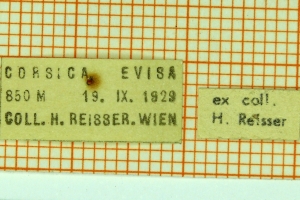 CORSICA EVISA
850 M 19. IX. 1929
COLL. H. REISSER. WIEN
ex coll.
H. Reisser